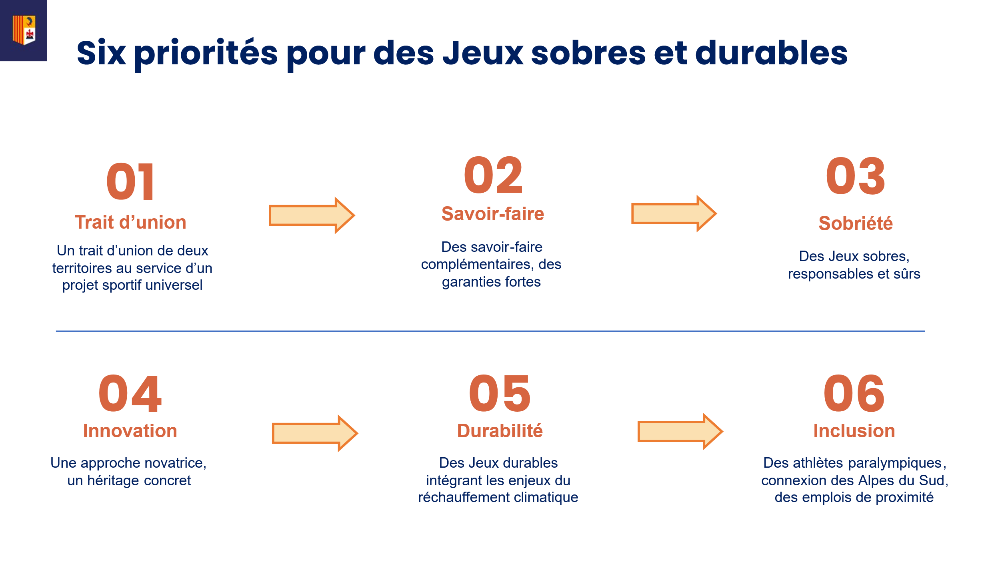 Six priorités pour des Jeux sobres et durables
01
Trait d’union
Un trait d’union de deux
territoires au service d’un
projet sportif universel
02
Savoir-faire
Des savoir-faire
complémentaires, des
garanties fortes
03
Sobriété
Des Jeux sobres,
responsables et sûrs
04
Innovation
Une approche novatrice,
un héritage concret
05
Durabilité
Des Jeux durables
intégrant les enjeux du
réchauffement climatique
06
Inclusion
Des athlètes paralympiques,
connexion des Alpes du Sud,
des emplois de proximité